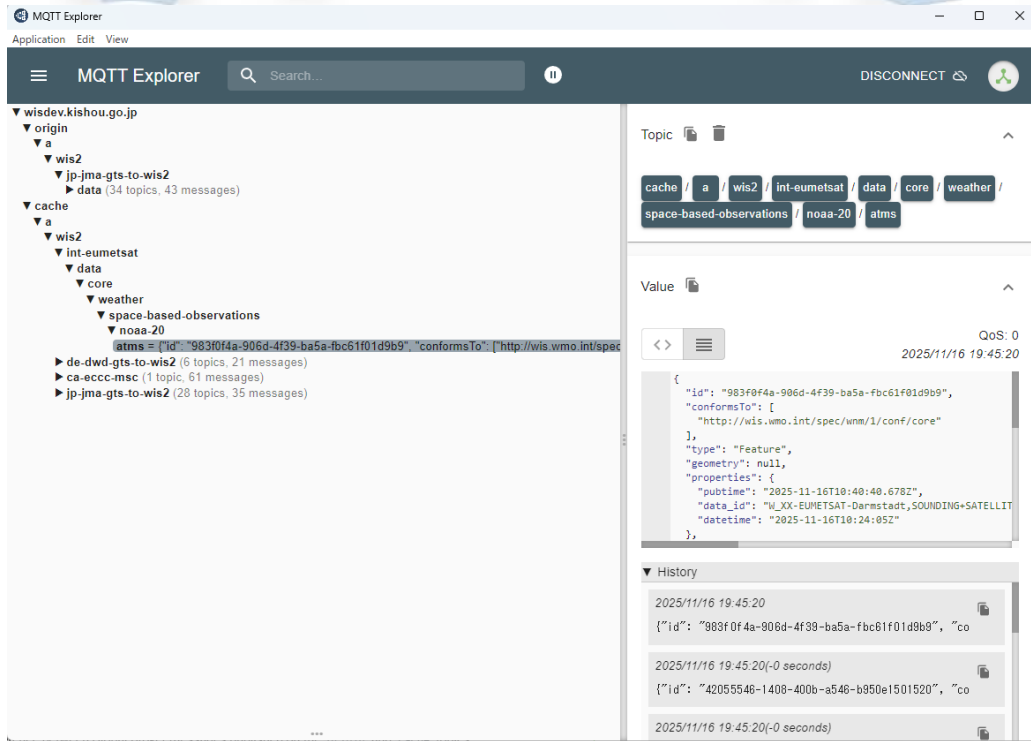 MQTT Explorer
Application Edit View
MQTT Explorer
Search...
DISCONNECT
▼ wisdev.kishou.go.jp
▼ origin
▼ a
▼ wis2
▼ jp-jma-gts-to-wis2
▶ data (34 topics, 43 messages)
▼ cache
▼ a
▼ wis2
▼ int-eumetsat
▼ data
▼ core
▼ weather
▼ space-based-observations
▼ noaa-20
atms = {"id": "983f0f4a-906d-4f39-ba5a-fbc61f01d9b9", "conformsTo": ["http://wis.wmo.int/spec
▶ de-dwd-gts-to-wis2 (6 topics, 21 messages)
▶ ca-eccc-msc (1 topic, 61 messages)
▶ jp-jma-gts-to-wis2 (28 topics, 35 messages)
Topic
cache / a / wis2 / int-eumetsat / data / core / weather /
space-based-observations / noaa-20 / atms
Value
<>
QoS: 0
2025/11/16 19:45:20
{
"id": "983f0f4a-906d-4f39-ba5a-fbc61f01d9b9",
"conformsTo": [
"http://wis.wmo.int/spec/wnm/1/conf/core"
],
"type": "Feature",
"geometry": null,
"properties": {
"pubtime": "2025-11-16T10:40:40.678Z",
"data_id": "W_XX-EUMETSAT-Darmstadt,SOUNDING+SATELLIT
"datetime": "2025-11-16T10:24:05Z"
},
▼ History
2025/11/16 19:45:20
{"id": "983f0f4a-906d-4f39-ba5a-fbc61f01d9b9", "co
2025/11/16 19:45:20(-0 seconds)
{"id": "42055546-1408-400b-a546-b950e1501520", "co
2025/11/16 19:45:20(-0 seconds)